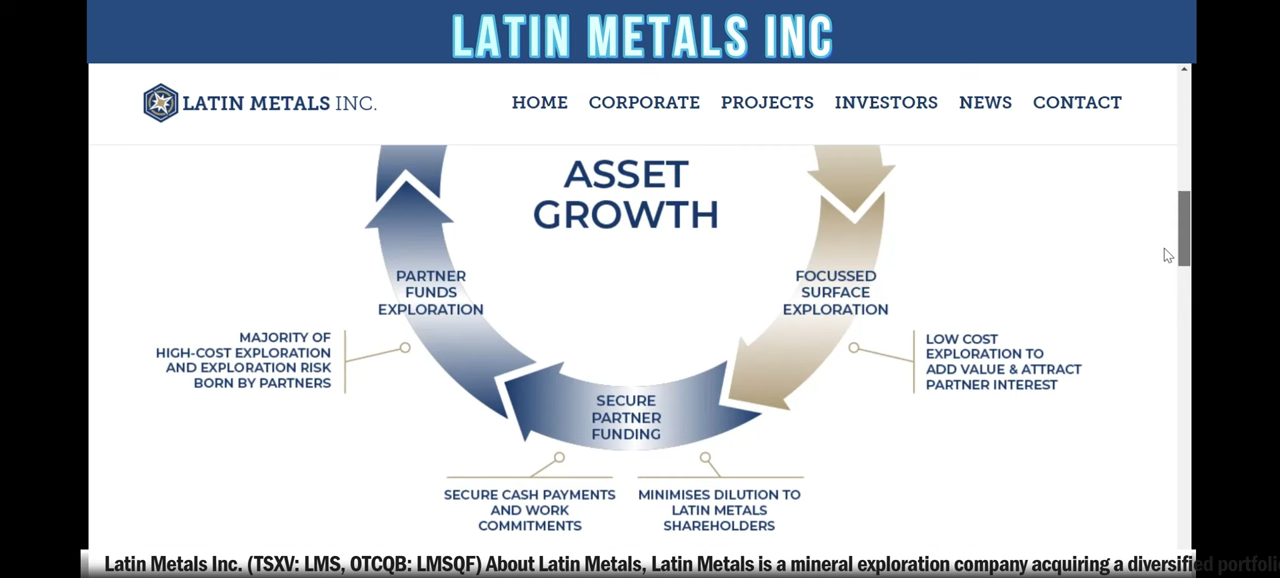 LATIN METALS INC
LATIN METALS INC.
HOME CORPORATE PROJECTS INVESTORS NEWS CONTACT
ASSET
GROWTH
PARTNER
FUNDS
EXPLORATION
FOCUSSED
SURFACE
EXPLORATION
MAJORITY OF
HIGH-COST EXPLORATION
AND EXPLORATION RISK
BORN BY PARTNERS
LOW COST
EXPLORATION TO
ADD VALUE & ATTRACT
PARTNER INTEREST
SECURE
PARTNER
FUNDING
SECURE CASH PAYMENTS
AND WORK
COMMITMENTS
MINIMISES DILUTION TO
LATIN METALS
SHAREHOLDERS
Latin Metals Inc. (TSXV: LMS, OTCQB: LMSQF) About Latin Metals, Latin Metals is a mineral exploration company acquiring a diversified portfoli